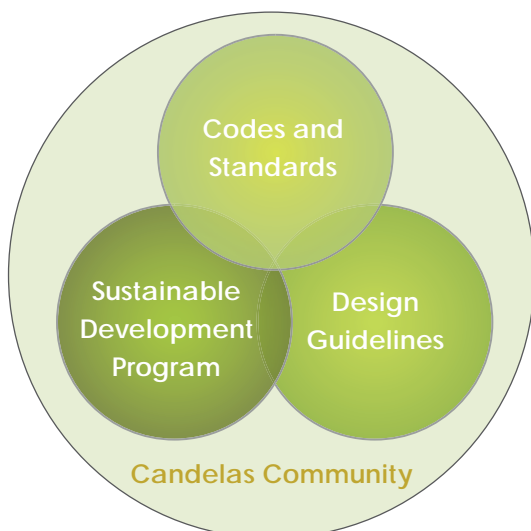 Codes and
Standards
Sustainable
Development
Program
Design
Guidelines
Candelas Community